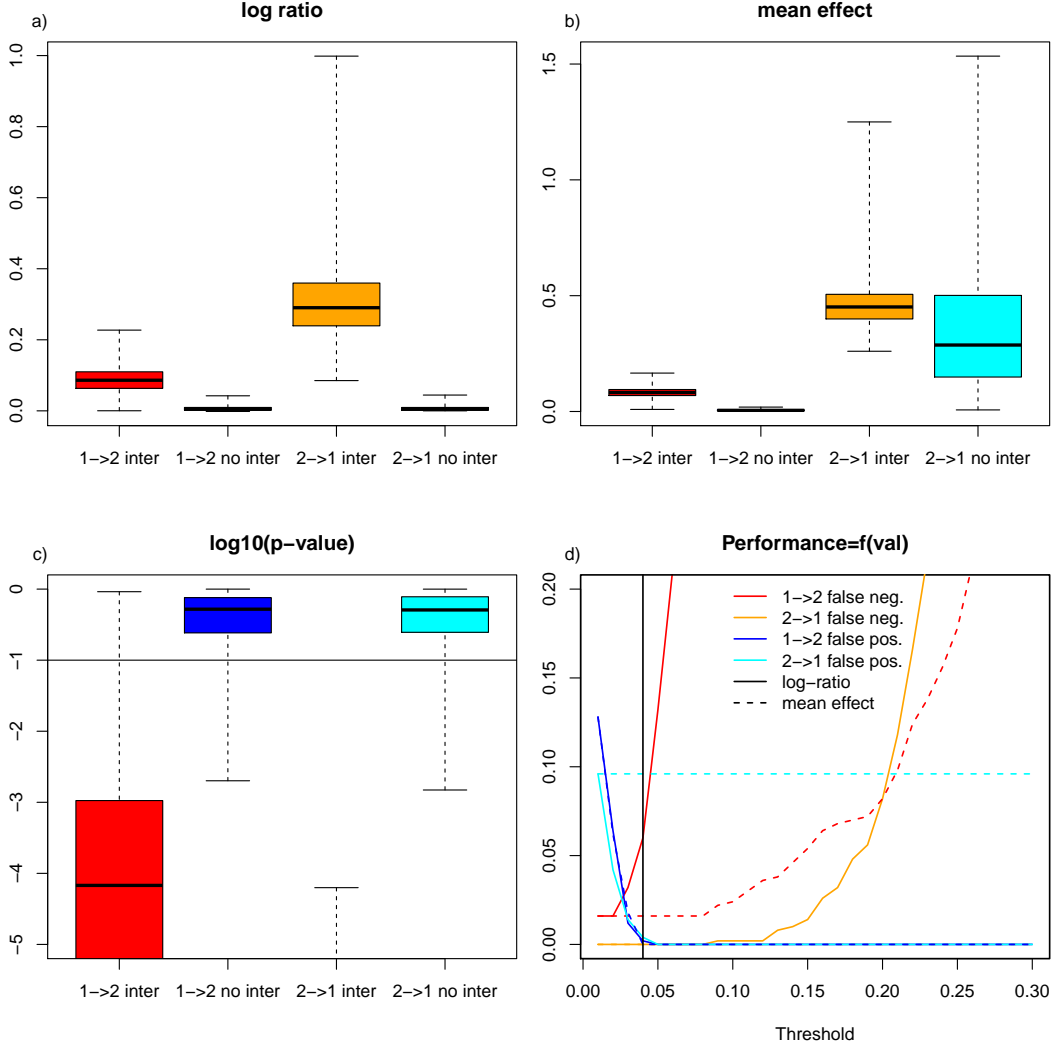 a)
log ratio
1.0
0.8
0.6
0.4
0.2
0.0
1->2 inter
1->2 no inter
2->1 inter
2->1 no inter
b)
mean effect
1.5
1.0
0.5
0.0
1->2 inter
1->2 no inter
2->1 inter
2->1 no inter
c)
log10(p-value)
0
-1
-2
-3
-4
-5
1->2 inter
1->2 no inter
2->1 inter
2->1 no inter
d)
Performance=f(val)
0.20
0.15
0.10
0.05
0.00
1->2 false neg.
2->1 false neg.
1->2 false pos.
2->1 false pos.
log-ratio
mean effect
0.00 0.05 0.10 0.15 0.20 0.25 0.30
Threshold